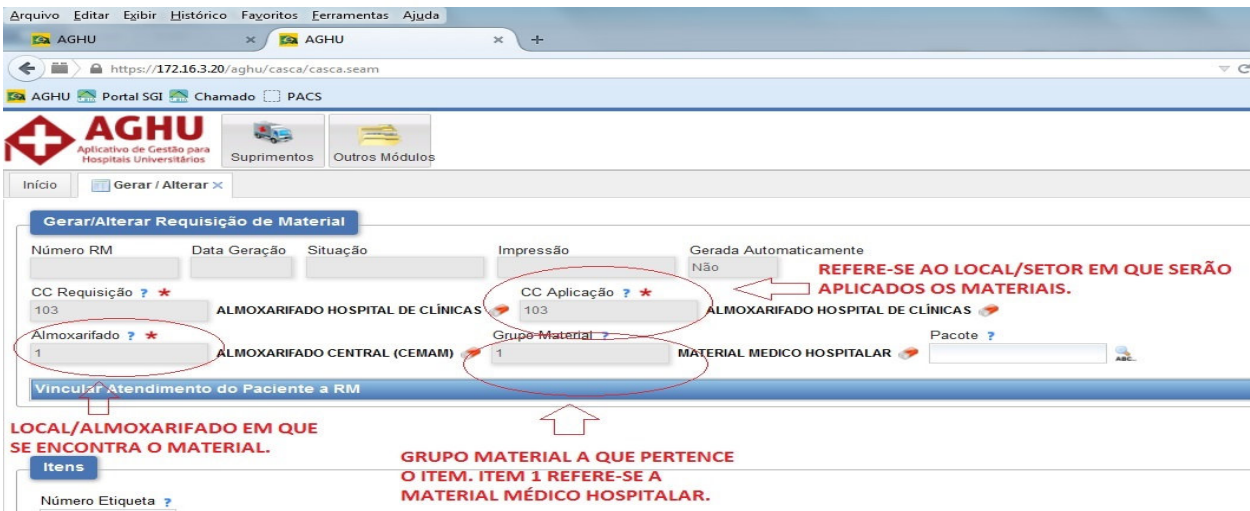 Arquivo Editar Exibir Histórico Favoritos Ferramentas Ajuda
AGHU × AGHU × +
https://172.16.3.20/aghu/casca/casca.seam
AGHU Portal SGI Chamado PACS
AGHU
Aplicativo de Gestão para
Hospitais Universitários
Suprimentos Outros Módulos
Início Gerar / Alterar ×
Gerar/Alterar Requisição de Material
Número RM Data Geração Situação Impressão Gerada Automaticamente
Não
REFERE-SE AO LOCAL/SETOR EM QUE SERÃO
APLICADOS OS MATERIAIS.
CC Requisição ? * CC Aplicação ? *
103 ALMOXARIFADO HOSPITAL DE CLÍNICAS 103 ALMOXARIFADO HOSPITAL DE CLÍNICAS
Almoxarifado ? * Grupo Material ? Pacote ?
1 ALMOXARIFADO CENTRAL (CEMAM) 1 MATERIAL MEDICO HOSPITALAR ABC
Vincular Atendimento do Paciente a RM
LOCAL/ALMOXARIFADO EM QUE
SE ENCONTRA O MATERIAL.
GRUPO MATERIAL A QUE PERTENCE
O ITEM. ITEM 1 REFERE-SE A
MATERIAL MÉDICO HOSPITALAR.
Itens
Número Etiqueta ?